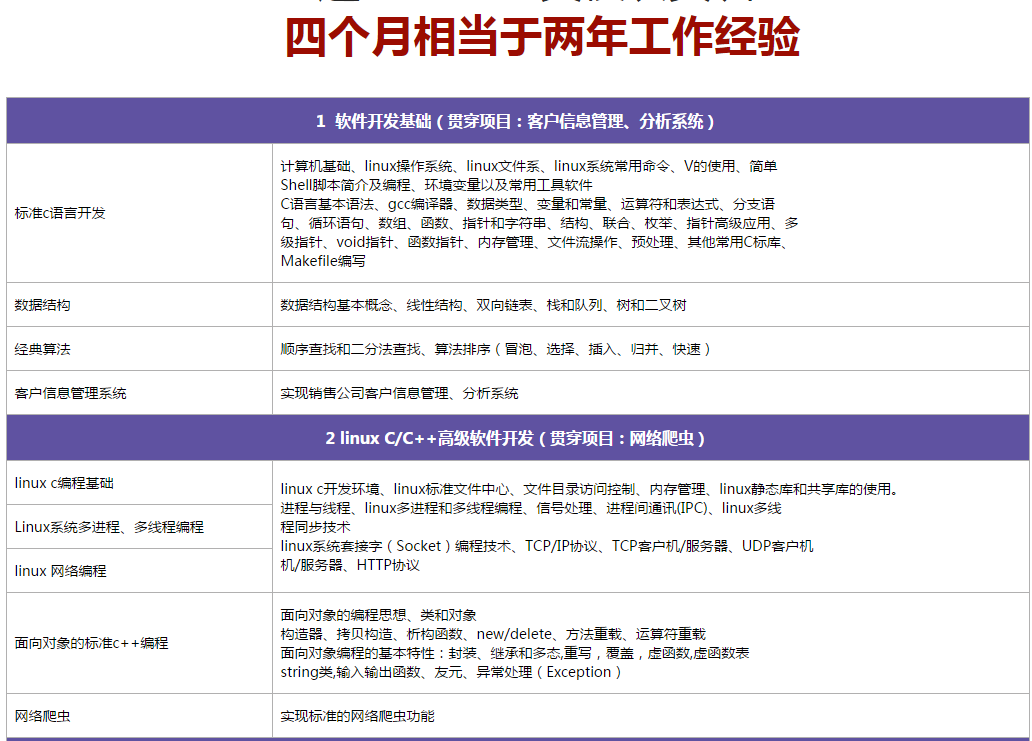 四个月相当于两年工作经验
1 软件开发基础（贯穿项目：客户信息管理、分析系统）
标准c语言开发
计算机基础、linux操作系统、linux文件系、linux系统常用命令、V的使用、简单
Shell脚本简介及编程、环境变量以及常用工具软件
C语言基本语法、gcc编译器、数据类型、变量和常量、运算符和表达式、分支语
句、循环语句、数组、函数、指针和字符串、结构、联合、枚举、指针高级应用、多
级指针、void指针、函数指针、内存管理、文件流操作、预处理、其他常用C标库、
Makefile编写
数据结构
数据结构基本概念、线性结构、双向链表、栈和队列、树和二叉树
经典算法
顺序查找和二分法查找、算法排序（冒泡、选择、插入、归并、快速）
客户信息管理系统
实现销售公司客户信息管理、分析系统
2 linux C/C++高级软件开发（贯穿项目：网络爬虫）
linux c编程基础
Linux系统多进程、多线程编程
linux 网络编程
linux c开发环境、linux标准文件中心、文件目录访问控制、内存管理、linux静态库和共享库的使用。
进程与线程、linux多进程和多线程编程、信号处理、进程间通讯(IPC)、linux多线
程同步技术
linux系统套接字（Socket）编程技术、TCP/IP协议、TCP客户机/服务器、UDP客户机
机/服务器、HTTP协议
面向对象的标准c++编程
面向对象的编程思想、类和对象
构造器、拷贝构造、析构函数、new/delete、方法重载、运算符重载
面向对象编程的基本特性：封装、继承和多态,重写，覆盖，虚函数,虚函数表
string类,输入输出函数、友元、异常处理（Exception）
网络爬虫
实现标准的网络爬虫功能